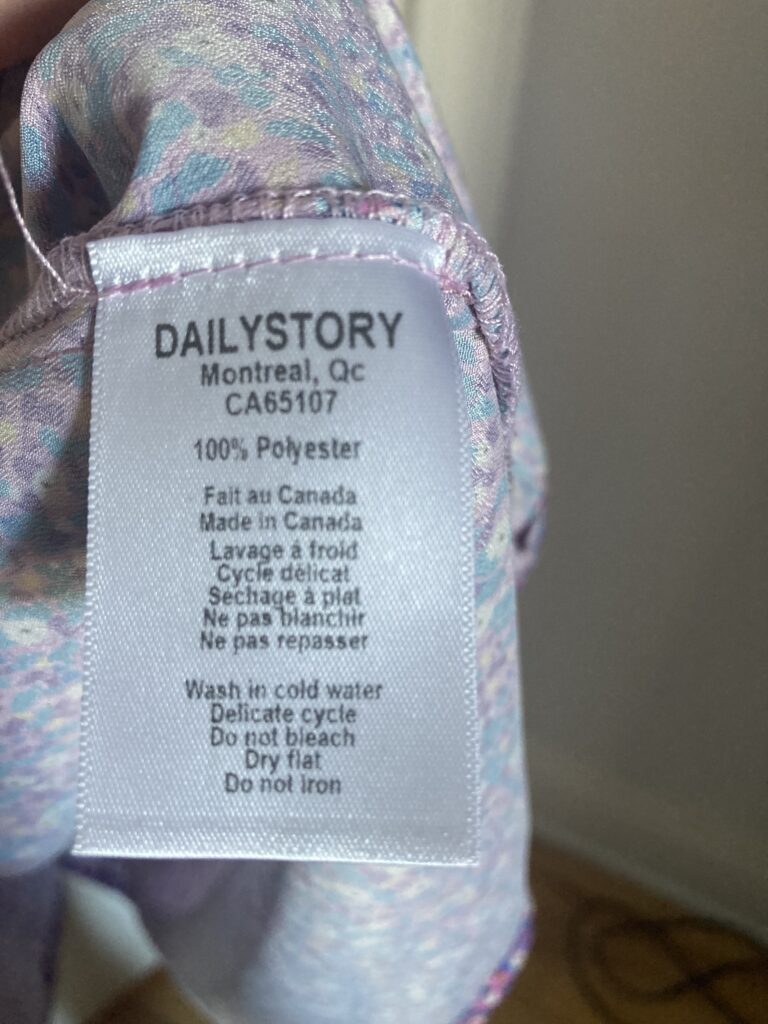 DAILYSTORY
Montreal, Qc
CA65107
100% Polyester
Fait au Canada
Made in Canada
Lavage à froid
Cycle délicat
Séchage à plat
Ne pas blanchir
Ne pas repasser
Wash in cold water
Delicate cycle
Do not bleach
Dry flat
Do not iron